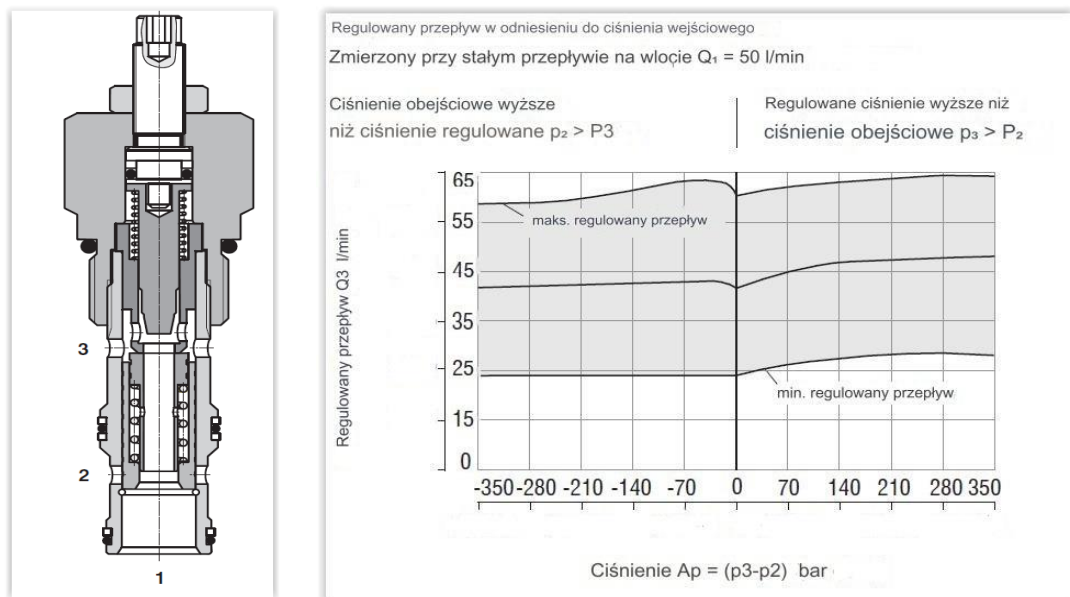 3
2
1
Regulowany przepływ w odniesieniu do ciśnienia wejściowego
Zmierzony przy stałym przepływie na wlocie Q₁ = 50 l/min
Ciśnienie obejściowe wyższe
niż ciśnienie regulowane p₂ > P3
Regulowane ciśnienie wyższe niż
ciśnienie obejściowe p₃ > P₂
Regulowany przepływ Q3 l/min
65
55
45
35
25
15
0
maks. regulowany przepływ
min. regulowany przepływ
-350 -280 -210 -140 -70 0 70 140 210 280 350
Ciśnienie Ap = (p3-p2) bar